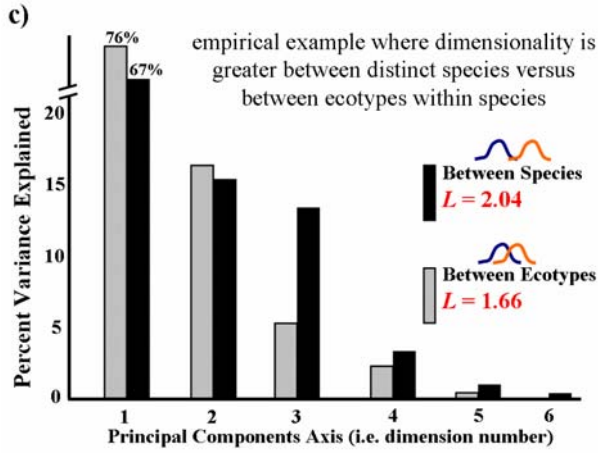 c)
76%
67%
empirical example where dimensionality is
greater between distinct species versus
between ecotypes within species
Percent Variance Explained
20
15
10
5
0
Between Species
L = 2.04
Between Ecotypes
L = 1.66
1 2 3 4 5 6
Principal Components Axis (i.e. dimension number)